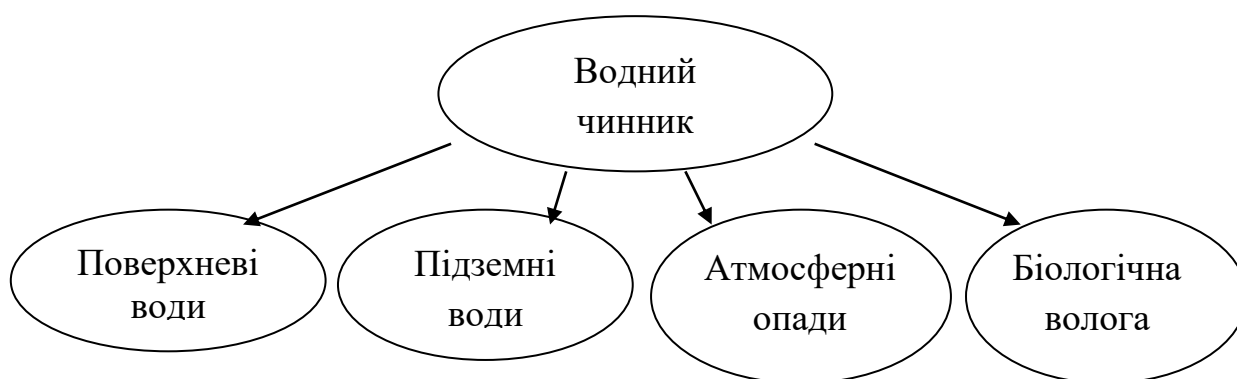 Водний
чинник
Поверхневі
води
Підземні
води
Атмосферні
опади
Біологічна
волога